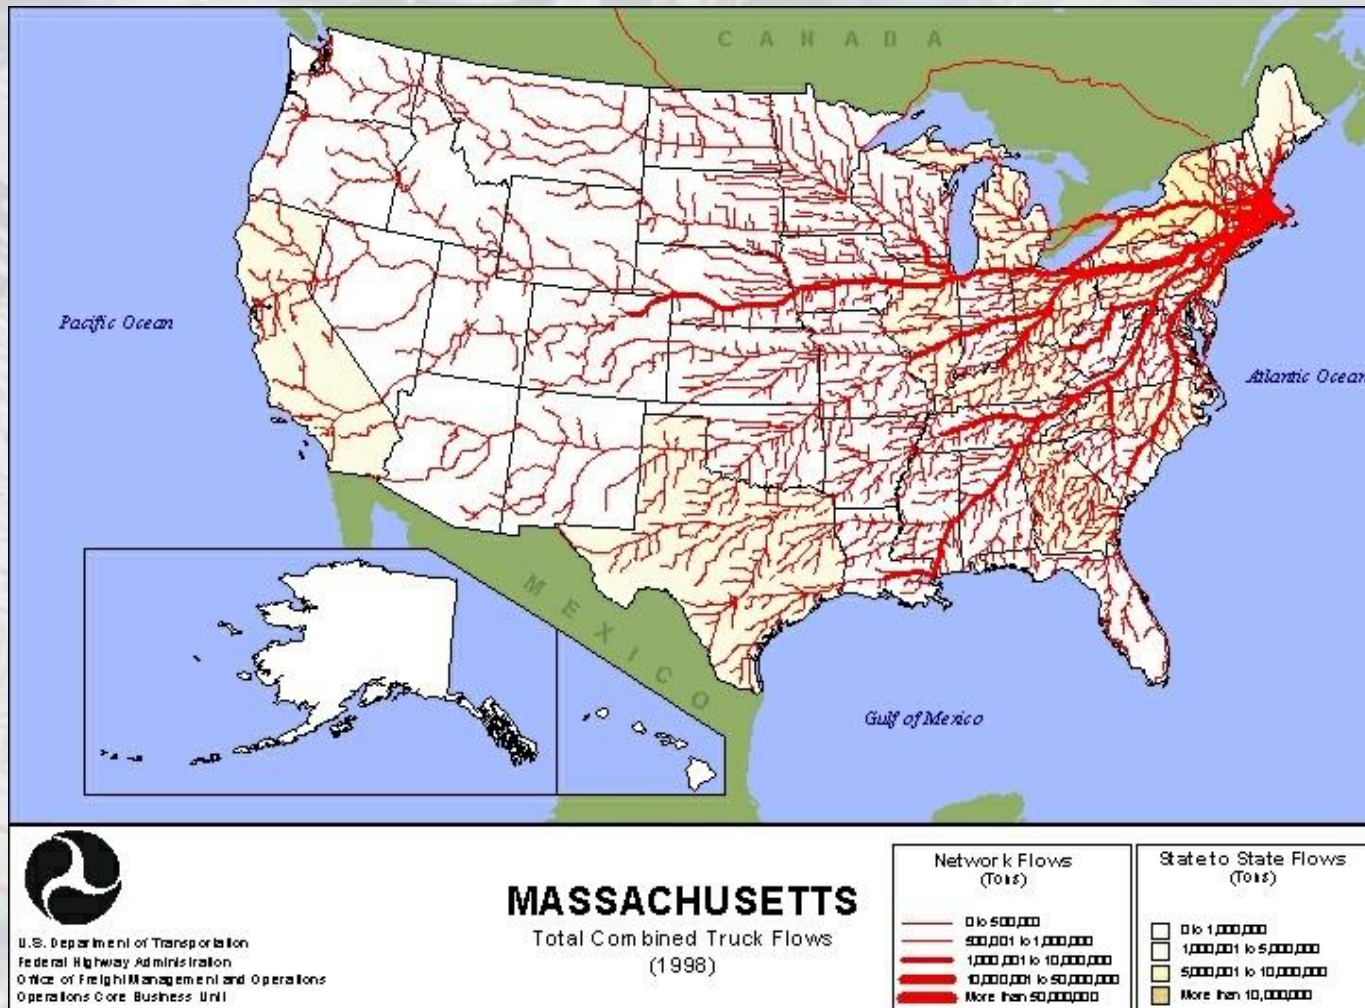 CANADA
Pacific Ocean
Atlantic Ocean
MEXICO
Gulf of Mexico
MASSACHUSETTS
Total Combined Truck Flows
(1998)
U.S. Department of Transportation
Federal Highway Administration
Office of Freight Management and Operations
Operations Core Business Unit
Network Flows
(Tons)
0 to 500,000
500,001 to 1,000,000
1,000,001 to 10,000,000
10,000,001 to 50,000,000
More than 50,000,000
State to State Flows
(Tons)
0 to 1,000,000
1,000,001 to 5,000,000
5,000,001 to 10,000,000
More than 10,000,000